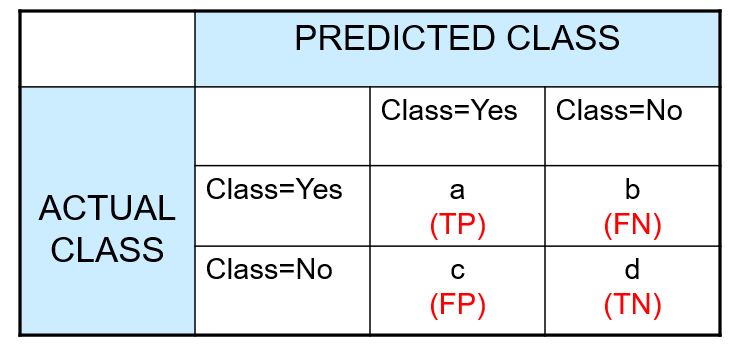 PREDICTED CLASS
Class=Yes
Class=No
ACTUAL
CLASS
Class=Yes
a
(TP)
b
(FN)
Class=No
c
(FP)
d
(TN)